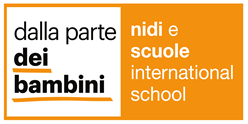 dalla parte
dei
bambini
nidi e
scuole
international
school